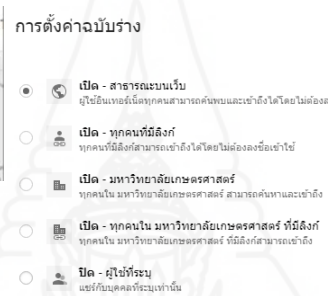 การตั้งค่าฉบับร่าง
เปิด - สาธารณะบนเว็บ
ผู้ใช้อินเทอร์เน็ตทุกคนสามารถค้นพบและเข้าถึงได้โดยไม่ต้องล
เปิด - ทุกคนที่มีลิงก์
ทุกคนที่มีลิงก์สามารถเข้าถึงได้โดยไม่ต้องลงชื่อเข้าใช้
เปิด - มหาวิทยาลัยเกษตรศาสตร์
ทุกคนใน มหาวิทยาลัยเกษตรศาสตร์ สามารถค้นหาและเข้าถึง
เปิด - ทุกคนใน มหาวิทยาลัยเกษตรศาสตร์ ที่มีลิงก์
ทุกคนใน มหาวิทยาลัยเกษตรศาสตร์ ที่มีลิงก์สามารถเข้าถึง
ปิด - ผู้ใช้ที่ระบุ
แชร์กับบุคคลที่ระบุเท่านั้น